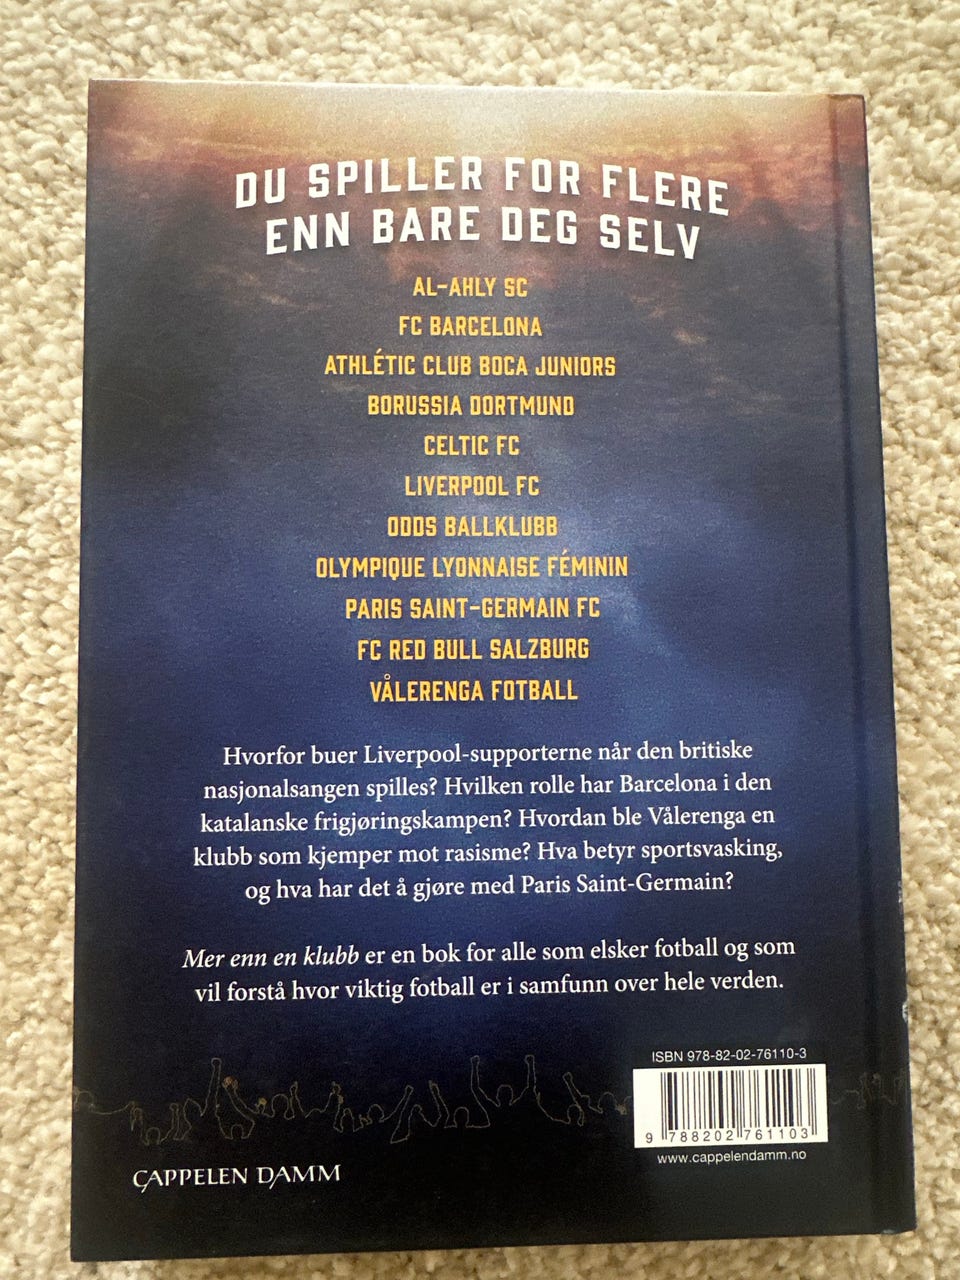 DU SPILLER FOR FLERE
ENN BARE DEG SELV
AL-AHLY SC
FC BARCELONA
ATHLÉTIC CLUB BOCA JUNIORS
BORUSSIA DORTMUND
CELTIC FC
LIVERPOOL FC
ODDS BALLKLUBB
OLYMPIQUE LYONNAISE FÉMININ
PARIS SAINT-GERMAIN FC
FC RED BULL SALZBURG
VÅLERENGA FOTBALL
Hvorfor buer Liverpool-supporterne når den britiske
nasjonalsangen spilles? Hvilken rolle har Barcelona i den
katalanske frigjøringskampen? Hvordan ble Vålerenga en
klubb som kjemper mot rasisme? Hva betyr sportsvasking,
og hva har det å gjøre med Paris Saint-Germain?
Mer enn en klubb er en bok for alle som elsker fotball og som
vil forstå hvor viktig fotball er i samfunn over hele verden.
ISBN 978-82-02-76110-3
9 788202 761103
www.cappelendamm.no
CAPPELEN DAMM